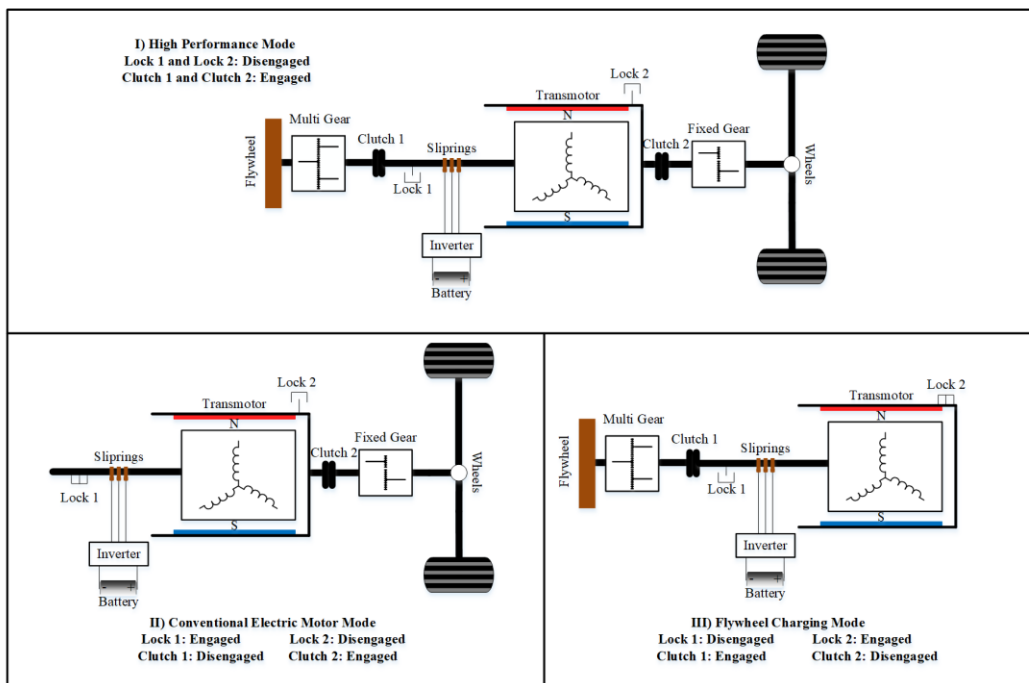 I) High Performance Mode
Lock 1 and Lock 2: Disengaged
Clutch 1 and Clutch 2: Engaged
Lock 2
Transmotor
N
Multi Gear
Clutch 1
Sliprings
Clutch 2
Fixed Gear
Flywheel
Wheels
Lock 1
S
Inverter
- +
Battery
Lock 2
Transmotor
N
Sliprings
Clutch 2
Fixed Gear
Wheels
Lock 1
S
Inverter
- +
Battery
II) Conventional Electric Motor Mode
Lock 1: Engaged Lock 2: Disengaged
Clutch 1: Disengaged Clutch 2: Engaged
Lock 2
Transmotor
N
Multi Gear
Clutch 1
Sliprings
Flywheel
Lock 1
S
Inverter
- +
Battery
III) Flywheel Charging Mode
Lock 1: Disengaged Lock 2: Engaged
Clutch 1: Engaged Clutch 2: Disengaged